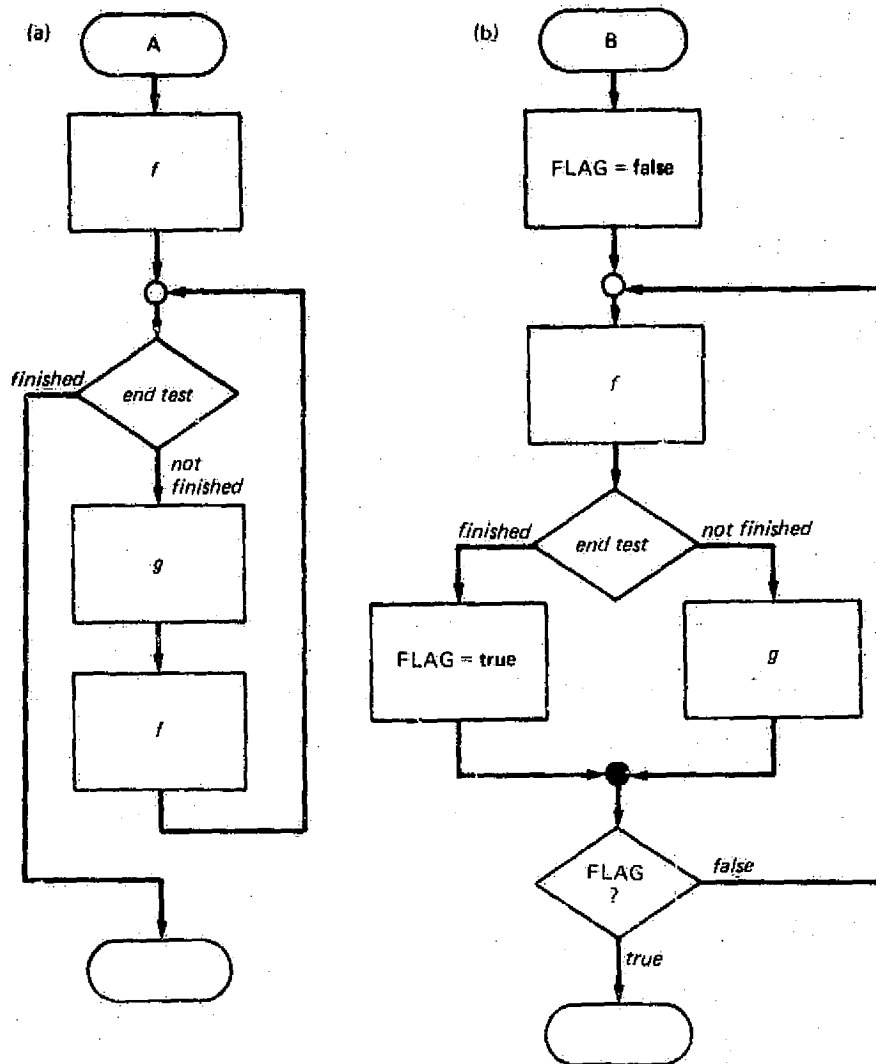 (a)
A
f
finished
end test
not
finished
g
f
(b)
B
FLAG = false
f
finished
end test
not finished
FLAG = true
g
FLAG
?
false
true